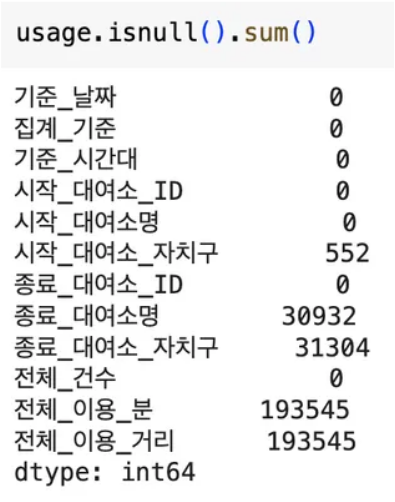 usage.isnull().sum()
기준_날짜 0
집계_기준 0
기준_시간대 0
시작_대여소_ID 0
시작_대여소명 0
시작_대여소_자치구 552
종료_대여소_ID 0
종료_대여소명 30932
종료_대여소_자치구 31304
전체_건수 0
전체_이용_분 193545
전체_이용_거리 193545
dtype: int64